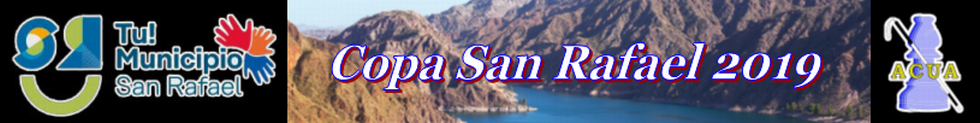 Tu!
Municipio
San Rafael
Copa San Rafael 2019
ACUA